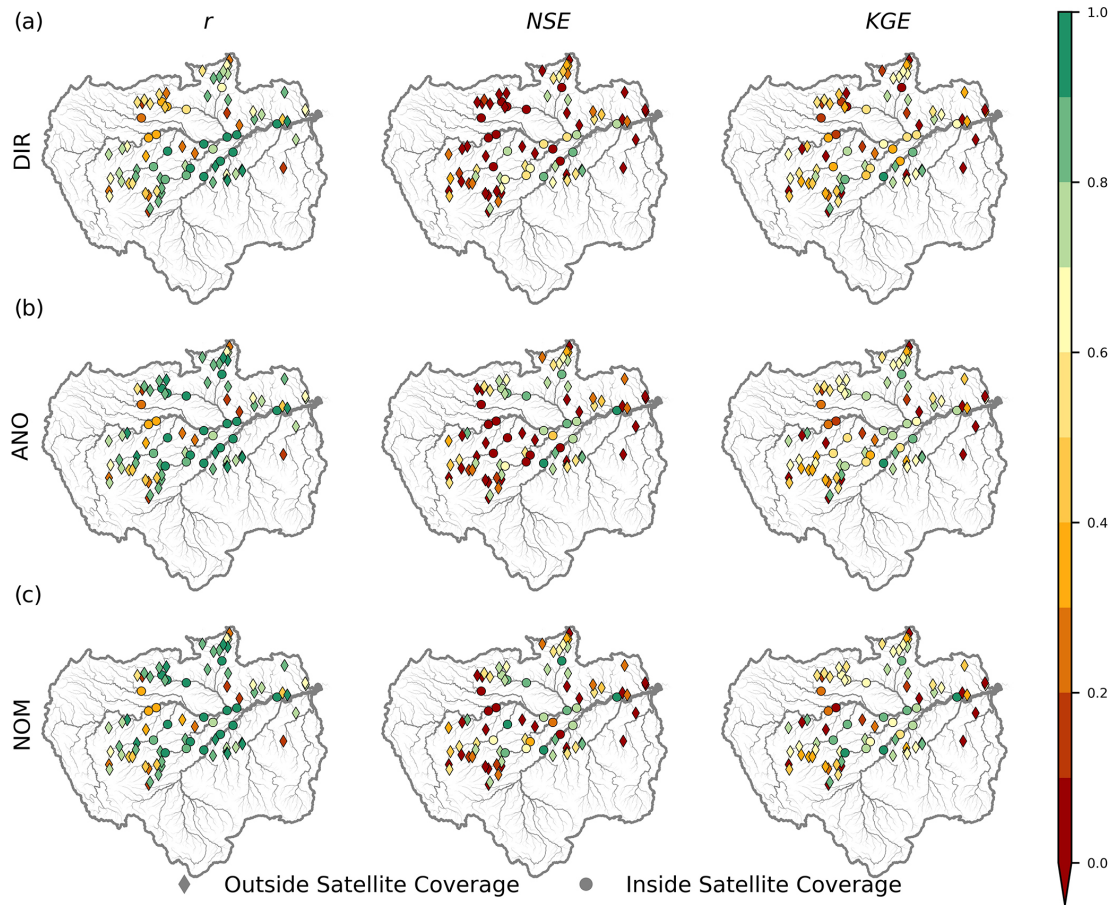 (a)
r
NSE
KGE
1.0
DIR
0.8
(b)
0.6
ANO
0.4
(c)
0.2
NOM
0.0
Outside Satellite Coverage
Inside Satellite Coverage